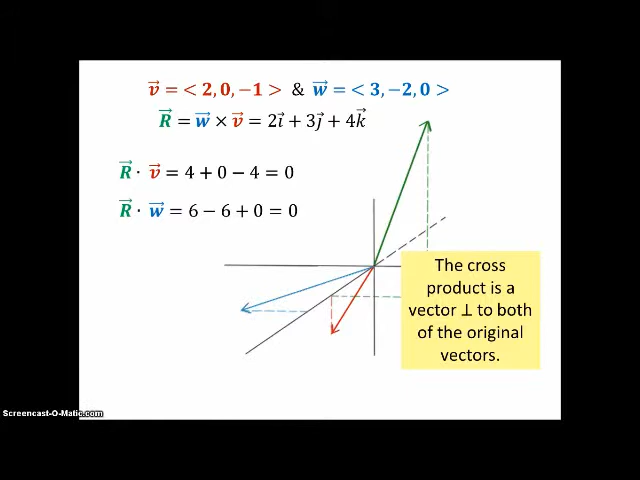 v⃗ = < 2, 0, −1 > & w⃗ = < 3, −2, 0 >
R⃗ = w⃗ × v⃗ = 2i⃗ + 3j⃗ + 4k⃗
R⃗ · v⃗ = 4 + 0 − 4 = 0
R⃗ · w⃗ = 6 − 6 + 0 = 0
The cross
product is a
vector ⊥ to both
of the original
vectors.
Screencast-O-Matic.com